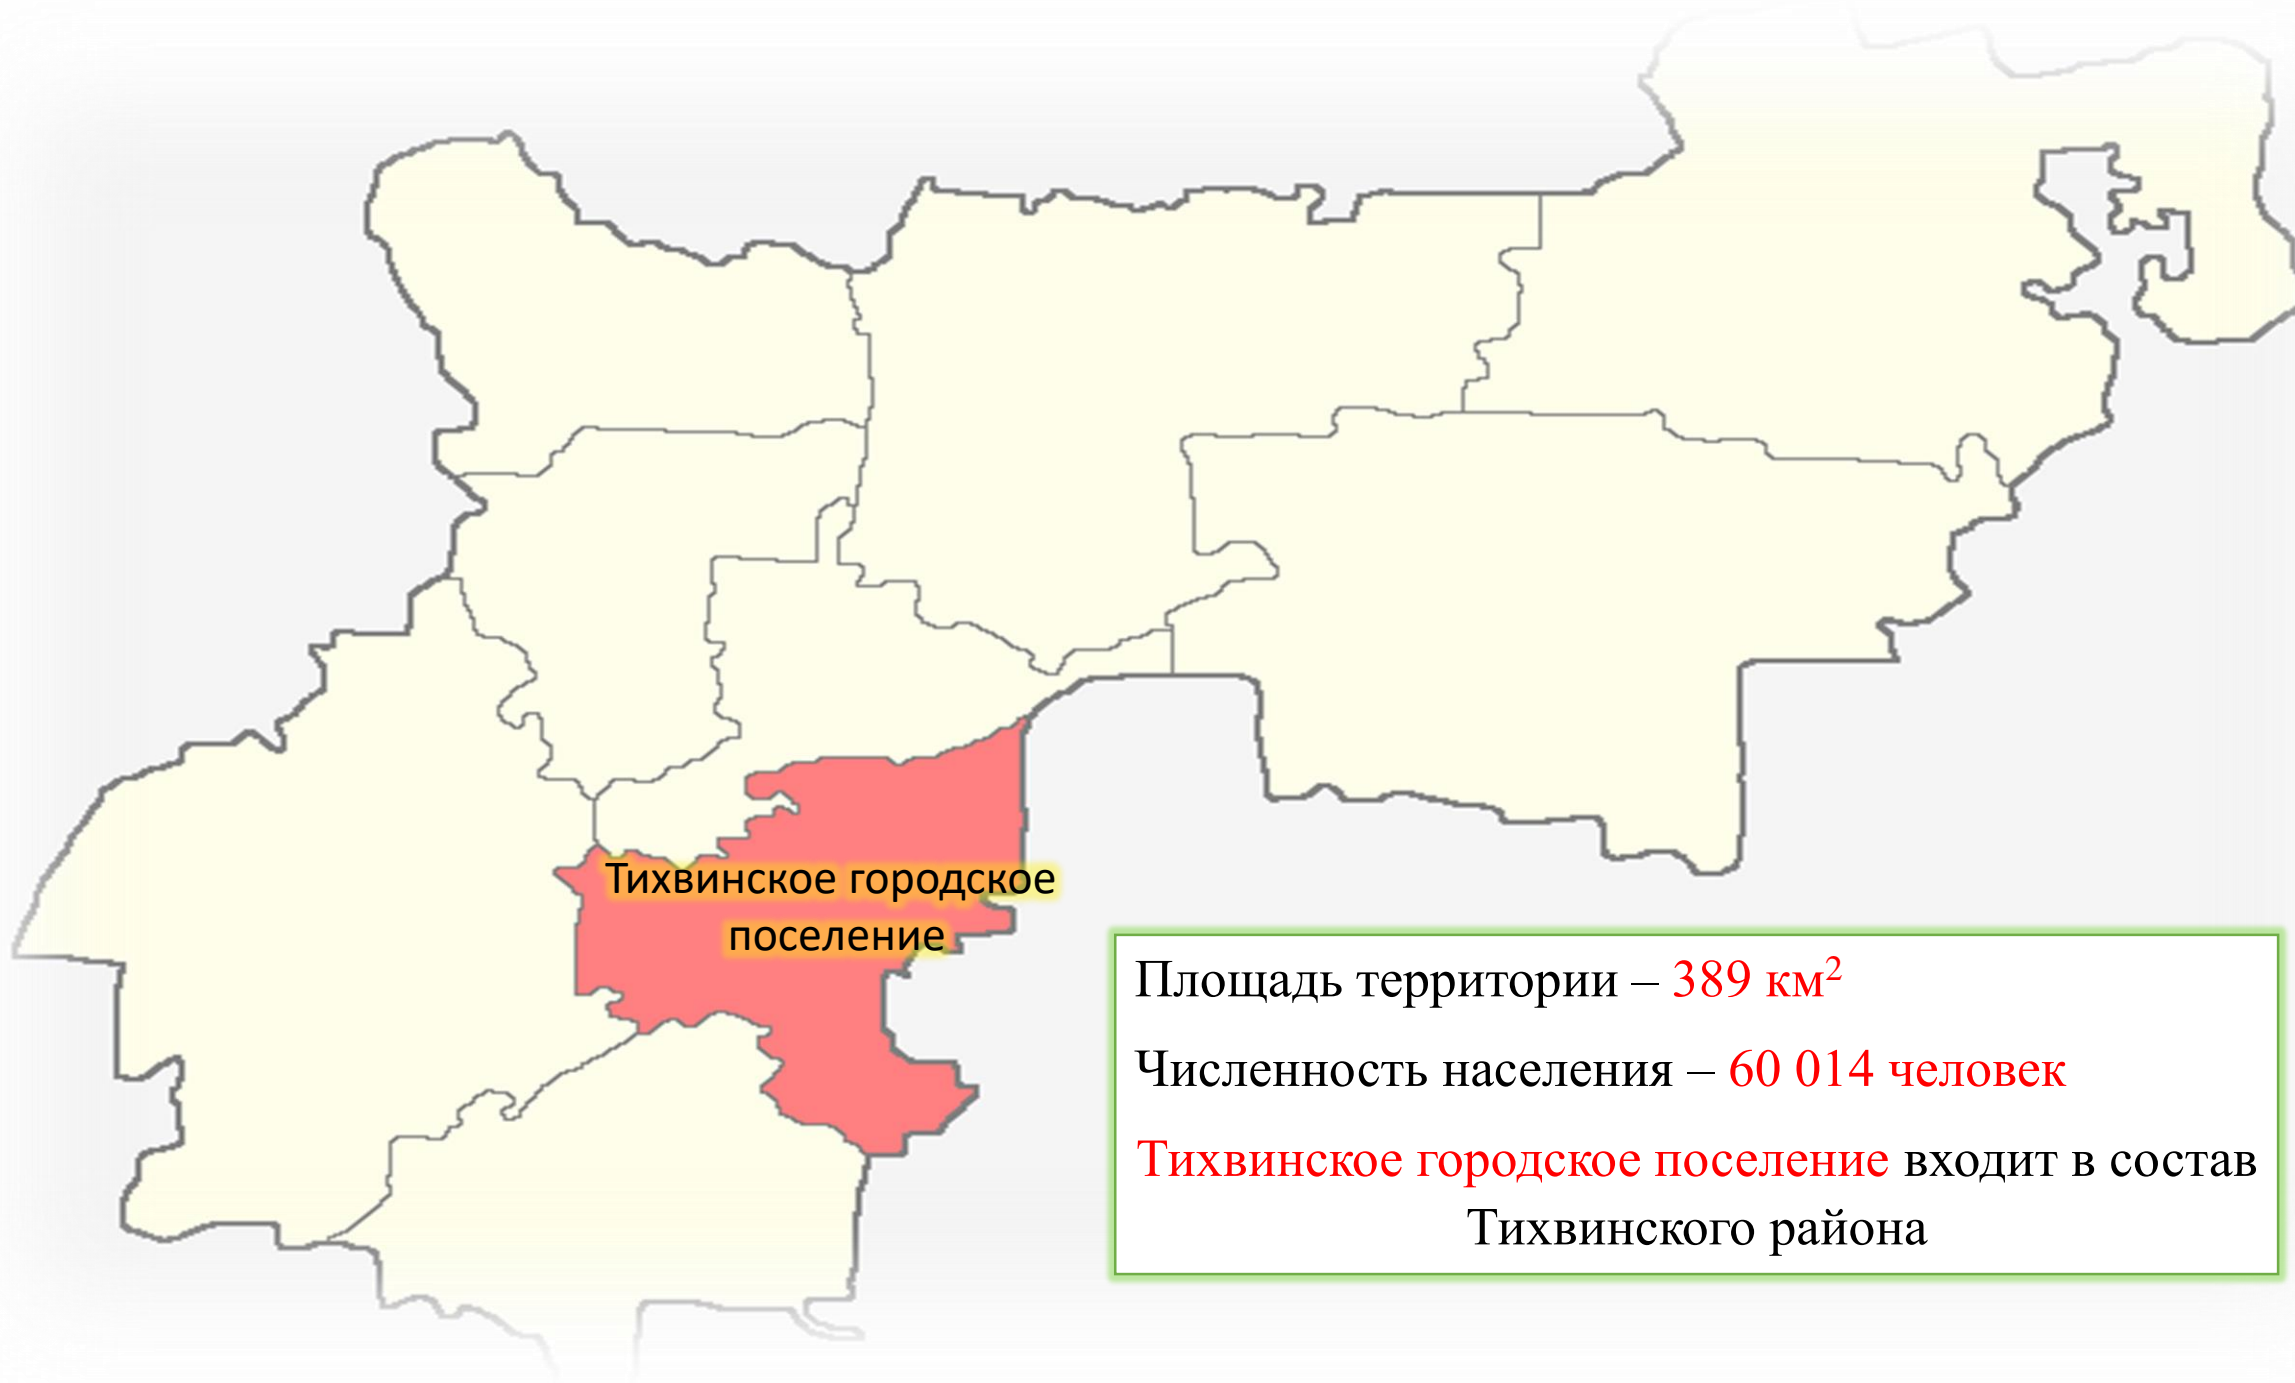 Тихвинское городское
поселение
Площадь территории – 389 км²
Численность населения – 60 014 человек
Тихвинское городское поселение входит в состав
Тихвинского района